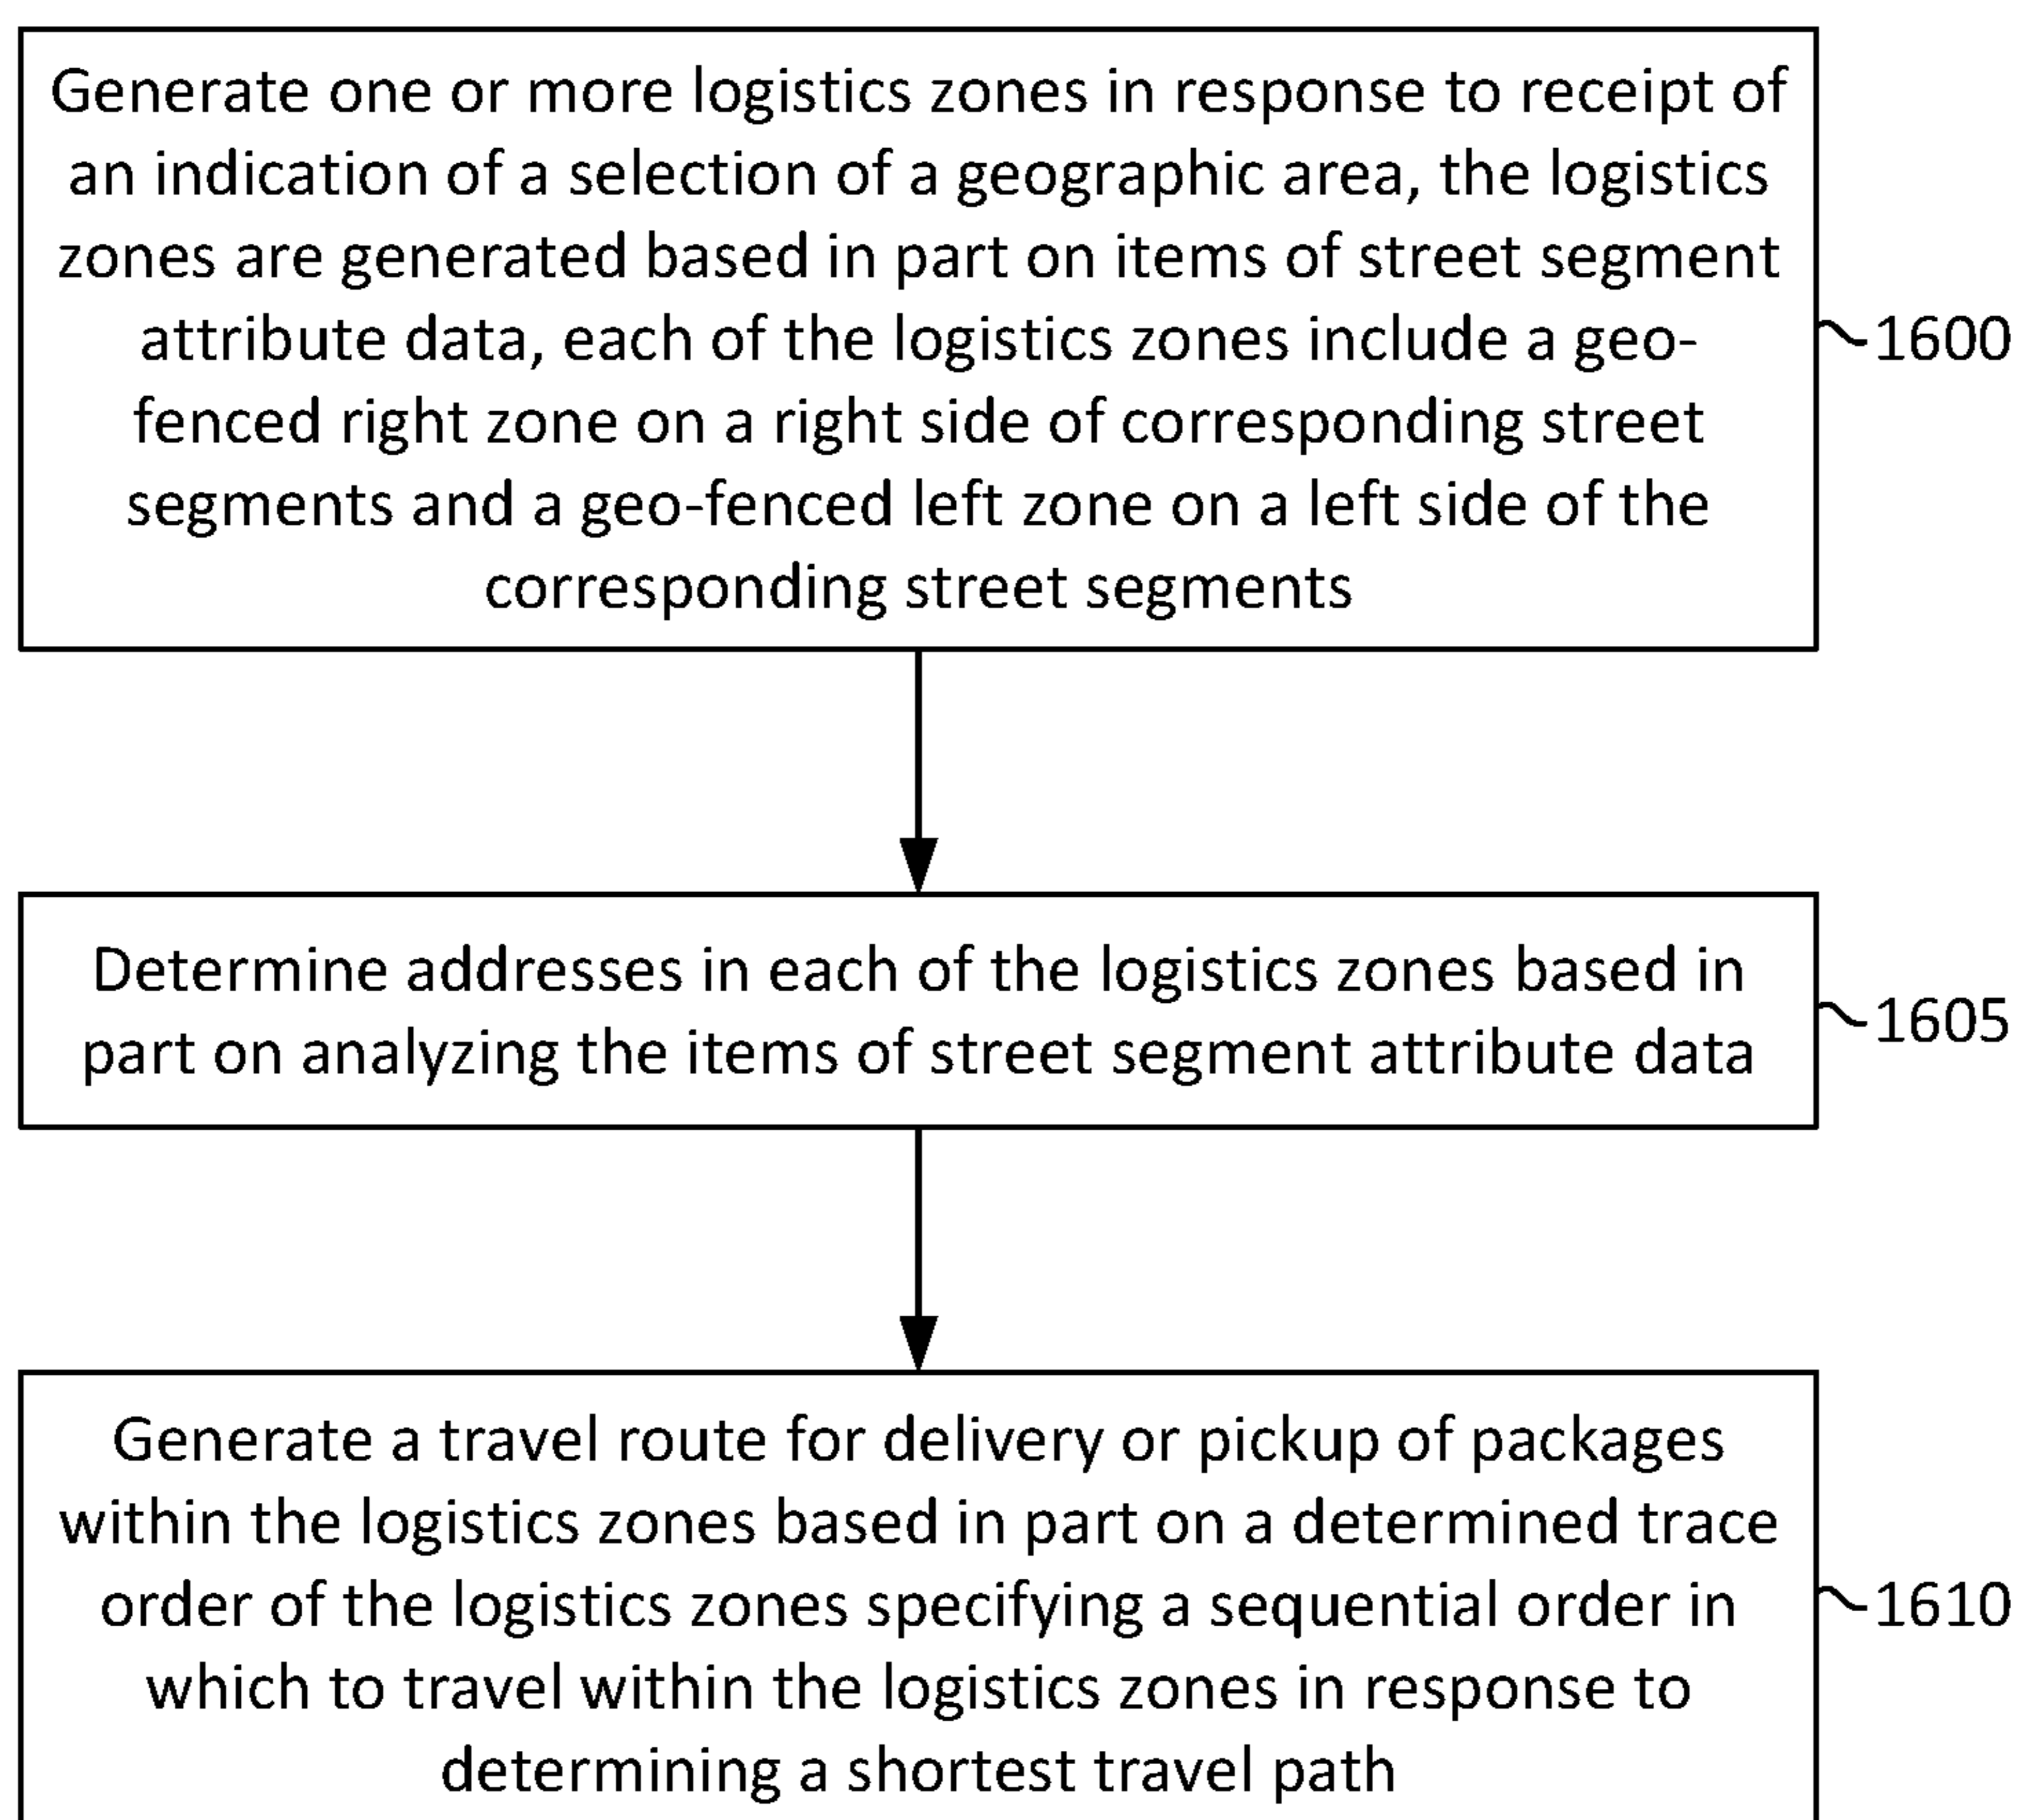 Generate one or more logistics zones in response to receipt of
an indication of a selection of a geographic area, the logistics
zones are generated based in part on items of street segment
attribute data, each of the logistics zones include a geo-
fenced right zone on a right side of corresponding street
segments and a geo-fenced left zone on a left side of the
corresponding street segments
1600
Determine addresses in each of the logistics zones based in
part on analyzing the items of street segment attribute data
1605
Generate a travel route for delivery or pickup of packages
within the logistics zones based in part on a determined trace
order of the logistics zones specifying a sequential order in
which to travel within the logistics zones in response to
determining a shortest travel path
1610